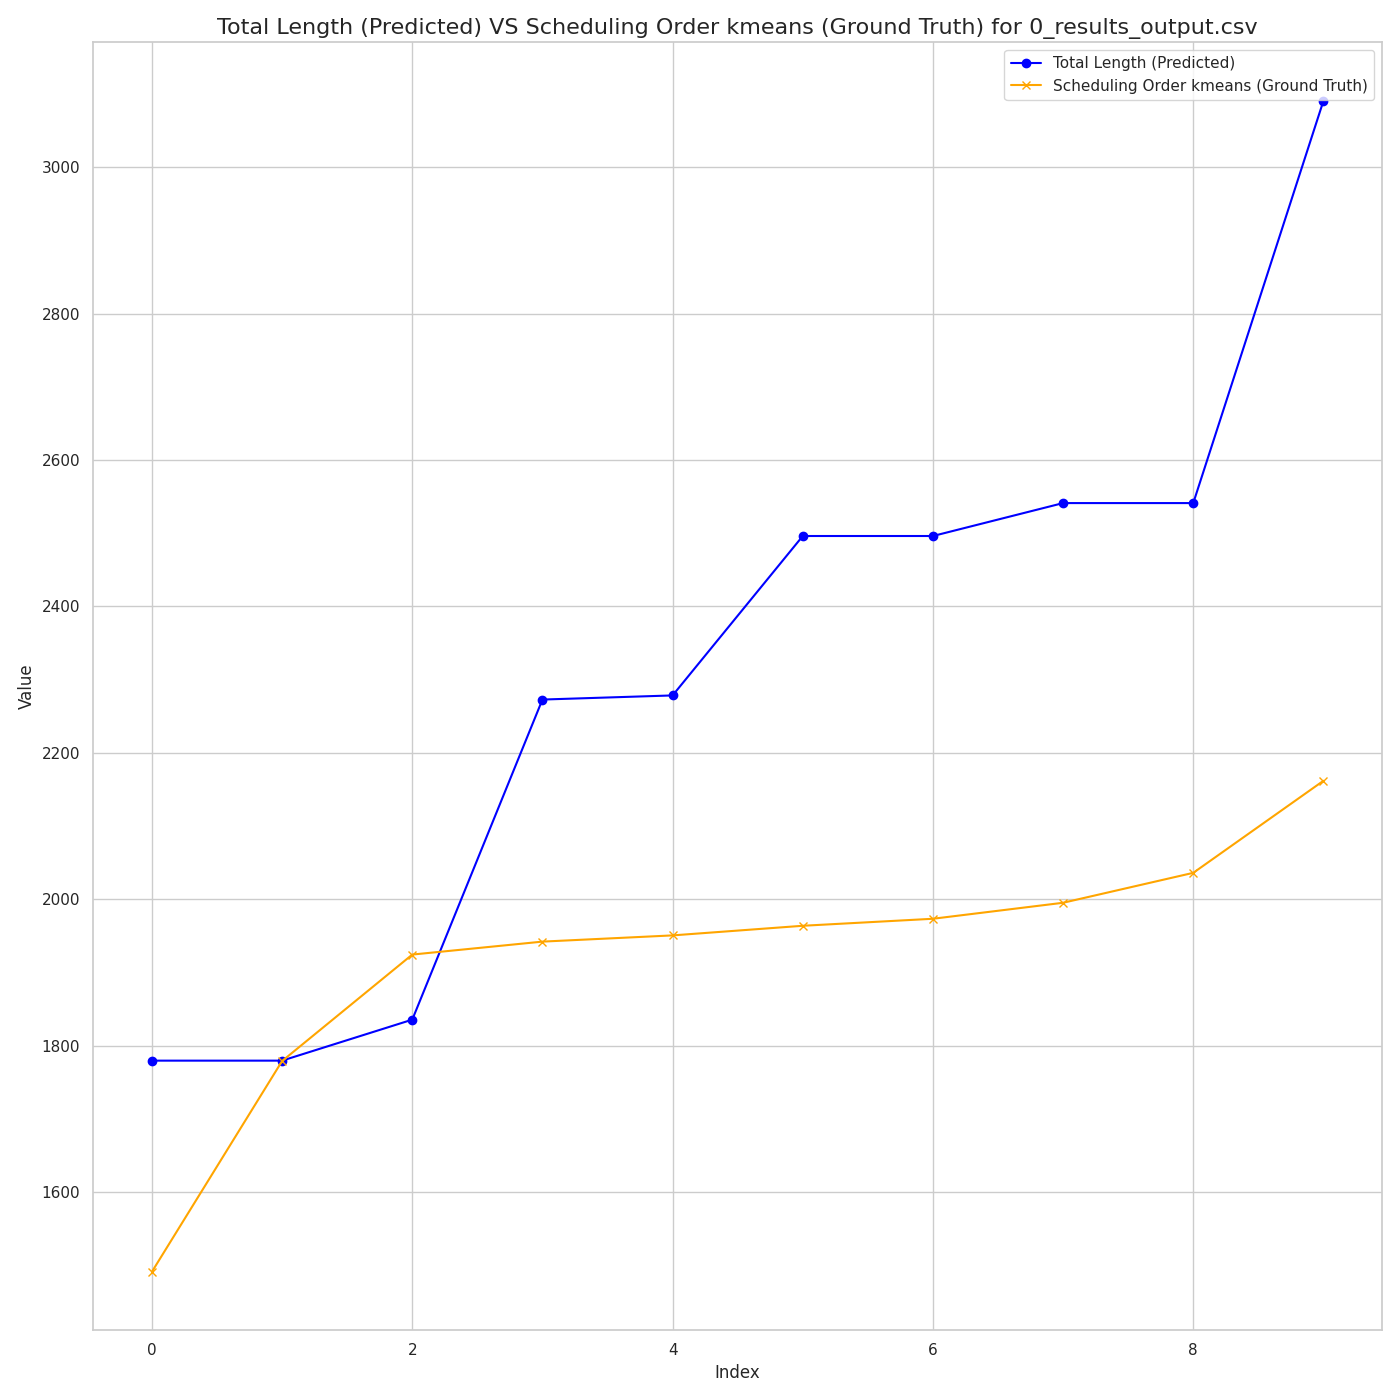 Total Length (Predicted) VS Scheduling Order kmeans (Ground Truth) for 0_results_output.csv
Total Length (Predicted)
Scheduling Order kmeans (Ground Truth)
3000
2800
2600
2400
2200
2000
1800
1600
Value
0 2 4 6 8
Index